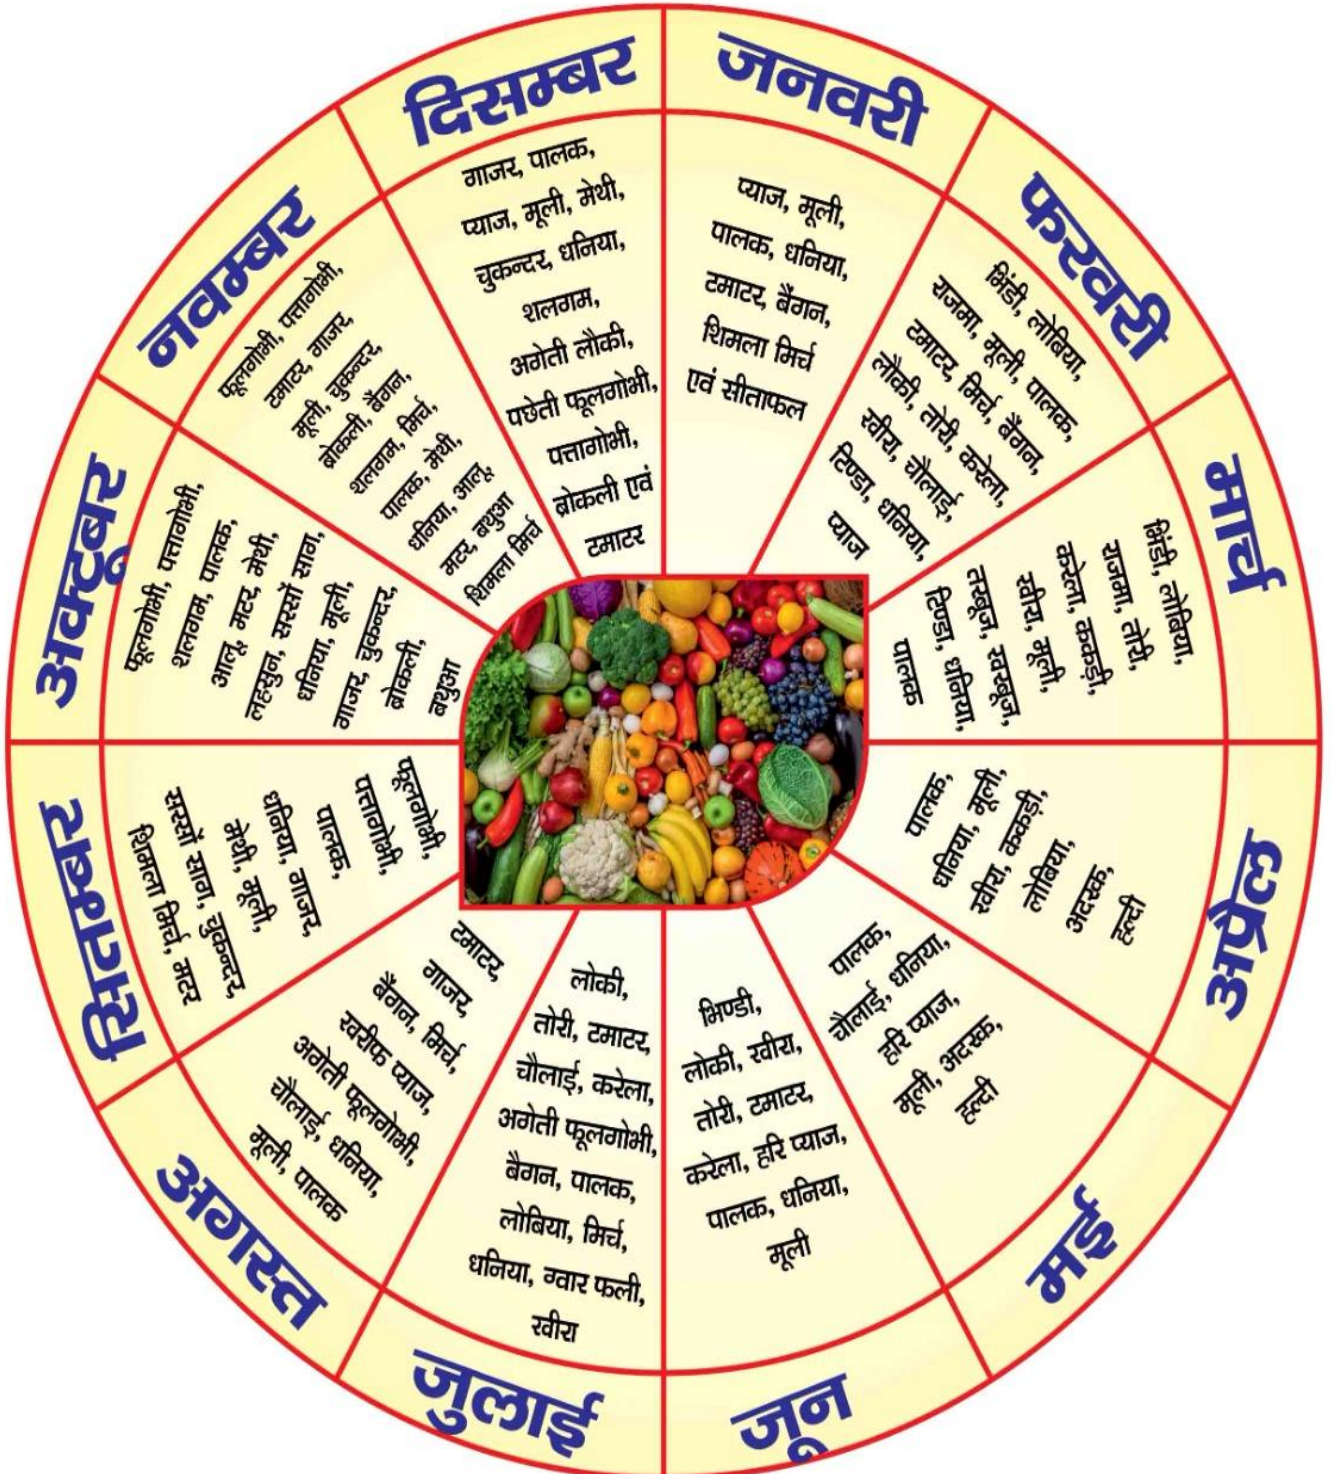 जनवरी
प्याज, मूली,
पालक, धनिया,
टमाटर, बैंगन,
शिमला मिर्च
एवं सीताफल
फरवरी
भिंडी, लोबिया,
राजमा, मूली, पालक,
टमाटर, मिर्च, बैंगन,
लौकी, तोरी, करेला,
खीरा, चौलाई,
टिण्डा, धनिया,
प्याज
मार्च
भिंडी, लोबिया,
राजमा, तोरी,
करेला, ककड़ी,
खीरा, मूली,
तरबूज, खरबूज,
टिण्डा, धनिया,
पालक
अप्रैल
पालक,
धनिया, मूली,
खीरा, ककड़ी,
लोबिया,
अदरक,
हल्दी
मई
पालक,
चौलाई, धनिया,
हरि प्याज,
मूली, अदरक,
हल्दी
जून
भिण्डी,
लोकी, खीरा,
तोरी, टमाटर,
करेला, हरि प्याज,
पालक, धनिया,
मूली
जुलाई
लोकी,
तोरी, टमाटर,
चौलाई, करेला,
अगेती फूलगोभी,
बैगन, पालक,
लोबिया, मिर्च,
धनिया, ग्वार फली,
खीरा
अगस्त
टमाटर,
गाजर,
बैंगन, मिर्च,
खरीफ प्याज,
अगेती फूलगोभी,
चौलाई, धनिया,
मूली, पालक
सितम्बर
फूलगोभी,
पत्तागोभी,
पालक,
धनिया, गाजर,
मेथी, मूली,
सरसों साग, चुकन्दर,
शिमला मिर्च, मटर
अक्टूबर
फूलगोभी, पत्तागोभी,
शलगम, पालक,
आलू, मटर, मेथी,
लहसुन, सरसों साग,
धनिया, मूली,
गाजर, चुकन्दर,
ब्रोकली,
बथुआ
नवम्बर
फूलगोभी, पत्तागोभी,
टमाटर, गाजर,
मूली, चुकन्दर,
ब्रोकली, बैंगन,
शलगम, मिर्च,
पालक, मेथी,
धनिया, आलू,
मटर, बथुआ
शिमला मिर्च
दिसम्बर
गाजर, पालक,
प्याज, मूली, मेथी,
चुकन्दर, धनिया,
शलगम,
अगेती लौकी,
पछेती फूलगोभी,
पत्तागोभी,
ब्रोकली एवं
टमाटर